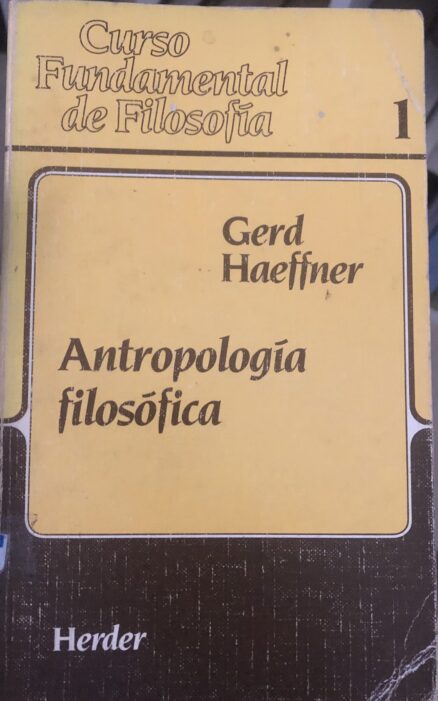 Curso
Fundamental
de Filosofía
1
Gerd
Haeffner
Antropología
filosófica
Herder